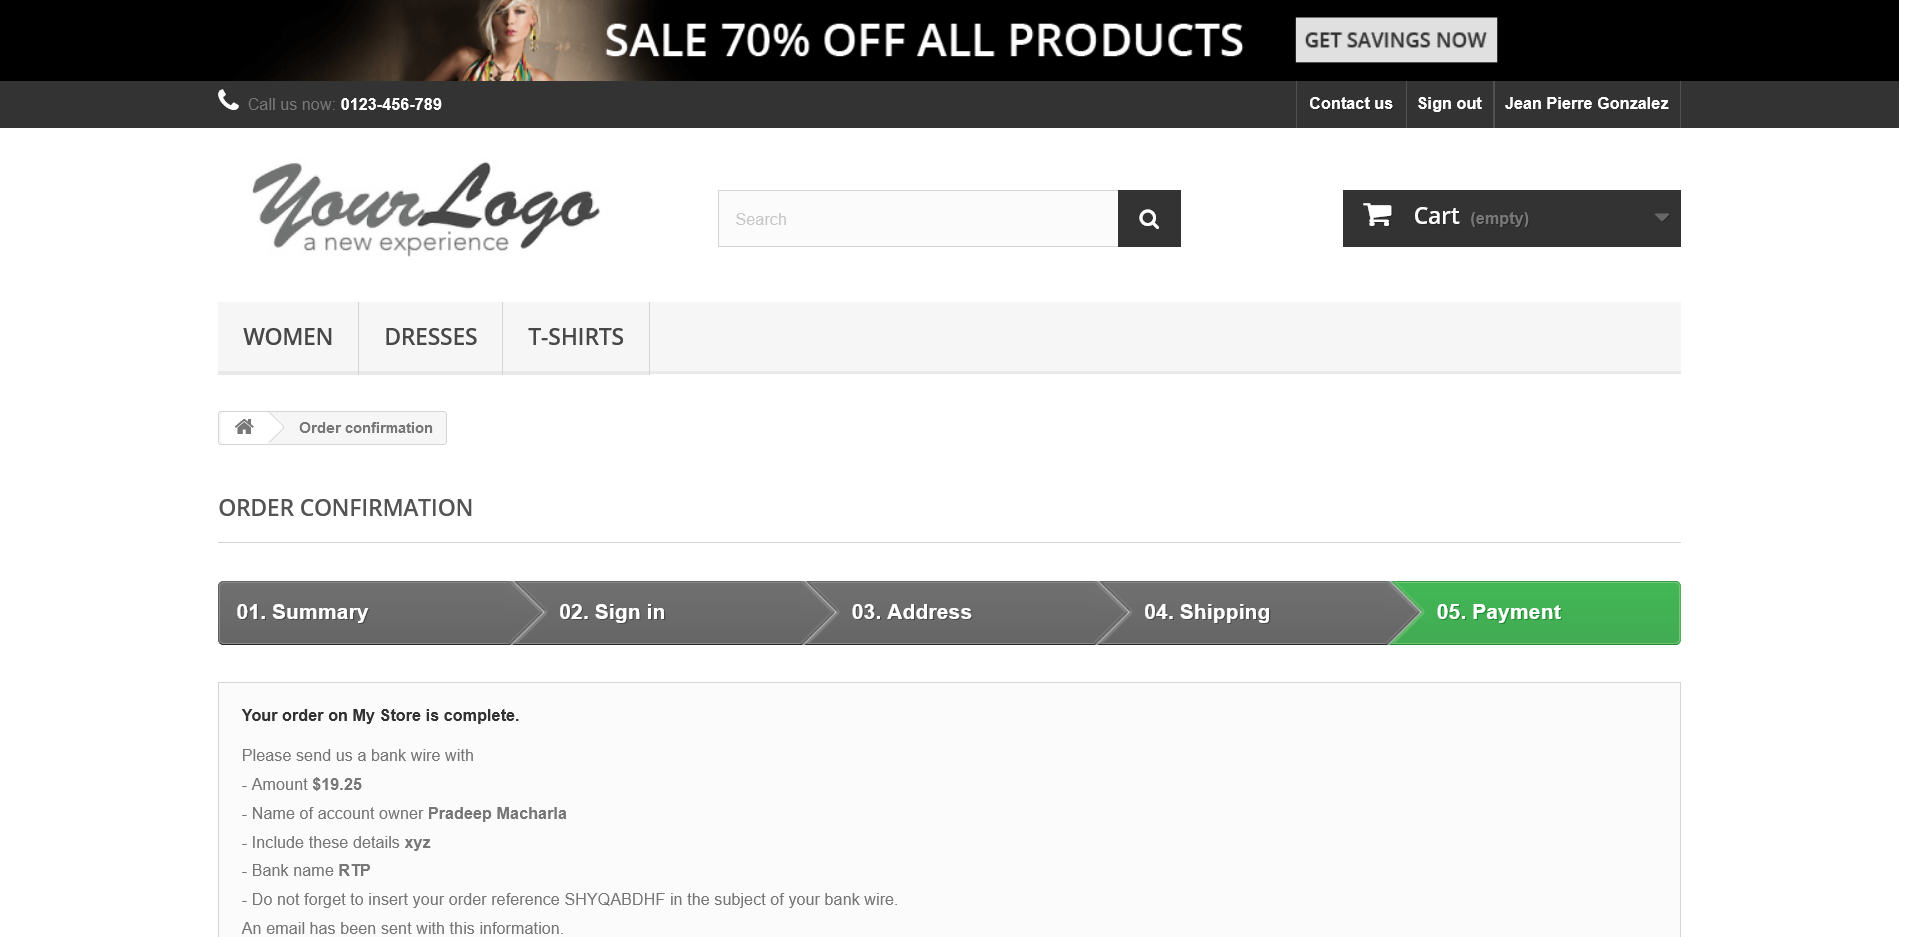 SALE 70% OFF ALL PRODUCTS GET SAVINGS NOW
Call us now: 0123-456-789 Contact us Sign out Jean Pierre Gonzalez
Your Logo
a new experience
Search
Cart (empty)
WOMEN DRESSES T-SHIRTS
Order confirmation
ORDER CONFIRMATION
01. Summary 02. Sign in 03. Address 04. Shipping 05. Payment
Your order on My Store is complete.
Please send us a bank wire with
- Amount $19.25
- Name of account owner Pradeep Macharla
- Include these details xyz
- Bank name RTP
- Do not forget to insert your order reference SHYQABDHF in the subject of your bank wire.
An email has been sent with this information.